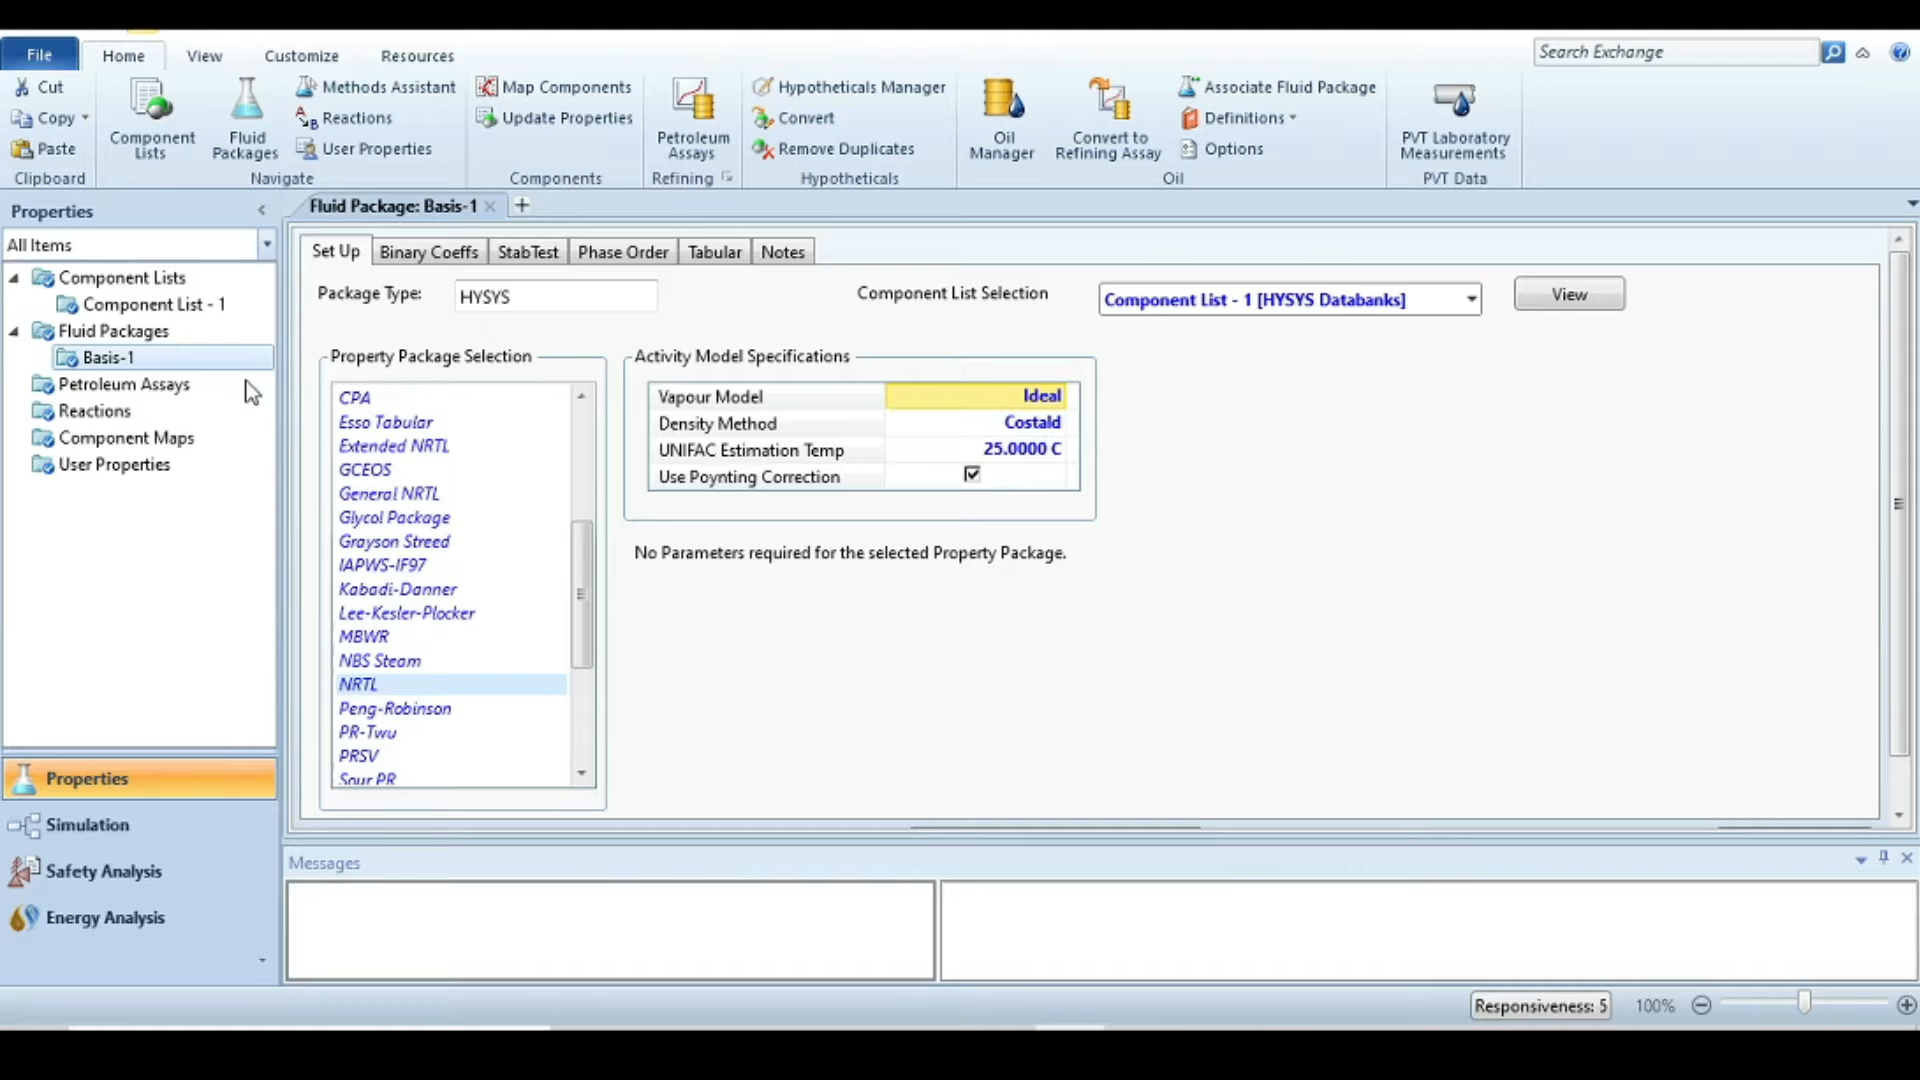 File Home View Customize Resources
Search Exchange
Cut
Copy
Paste
Clipboard
Component Lists
Fluid Packages
Methods Assistant
Reactions
User Properties
Navigate
Map Components
Update Properties
Components
Petroleum Assays
Refining
Hypotheticals Manager
Convert
Remove Duplicates
Hypotheticals
Oil Manager
Convert to Refining Assay
Associate Fluid Package
Definitions
Options
Oil
PVT Laboratory Measurements
PVT Data
Properties
All Items
Component Lists
Component List - 1
Fluid Packages
Basis-1
Petroleum Assays
Reactions
Component Maps
User Properties
Properties
Simulation
Safety Analysis
Energy Analysis
Fluid Package: Basis-1
Set Up Binary Coeffs StabTest Phase Order Tabular Notes
Package Type: HYSYS
Component List Selection Component List - 1 [HYSYS Databanks] View
Property Package Selection
CPA
Esso Tabular
Extended NRTL
GCEOS
General NRTL
Glycol Package
Grayson Streed
IAPWS-IF97
Kabadi-Danner
Lee-Kesler-Plocker
MBWR
NBS Steam
NRTL
Peng-Robinson
PR-Twu
PRSV
Sour PR
Activity Model Specifications
Vapour Model Ideal
Density Method Costald
UNIFAC Estimation Temp 25.0000 C
Use Poynting Correction
No Parameters required for the selected Property Package.
Messages
Responsiveness: 5 100%